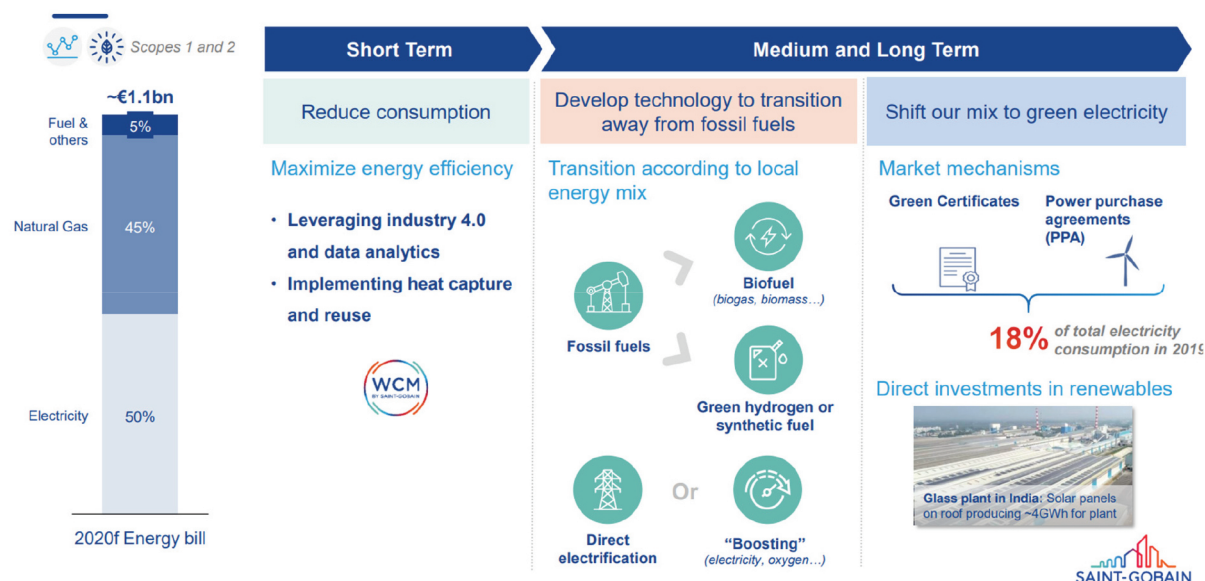 Scopes 1 and 2
~€1.1bn
Fuel &
others
5%
Natural Gas
45%
Electricity
50%
2020f Energy bill
Short Term
Medium and Long Term
Reduce consumption
Maximize energy efficiency
• Leveraging industry 4.0
and data analytics
• Implementing heat capture
and reuse
WCM
BY SAINT-GOBAIN
Develop technology to transition
away from fossil fuels
Transition according to local
energy mix
Fossil fuels
Biofuel
(biogas, biomass…)
Green hydrogen or
synthetic fuel
Direct
electrification
Or
“Boosting”
(electricity, oxygen…)
Shift our mix to green electricity
Market mechanisms
Green Certificates
Power purchase
agreements
(PPA)
18%
of total electricity
consumption in 2019
Direct investments in renewables
Glass plant in India: Solar panels
on roof producing ~4GWh for plant
SAINT-GOBAIN